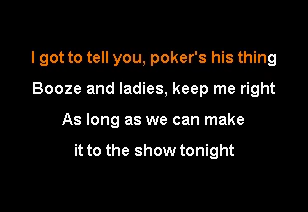 I got to tell you, poker's his thing
Booze and ladies, keep me right
As long as we can make
it to the show tonight